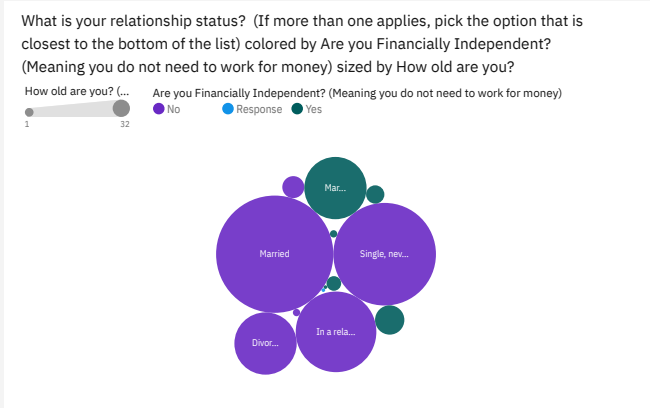 What is your relationship status?  (If more than one applies, pick the option that is
closest to the bottom of the list) colored by Are you Financially Independent?
(Meaning you do not need to work for money) sized by How old are you?
How old are you? (...
Are you Financially Independent? (Meaning you do not need to work for money)
No
Response
Yes
1
32
Mar...
Married
Single, nev...
In a rela...
Divor...